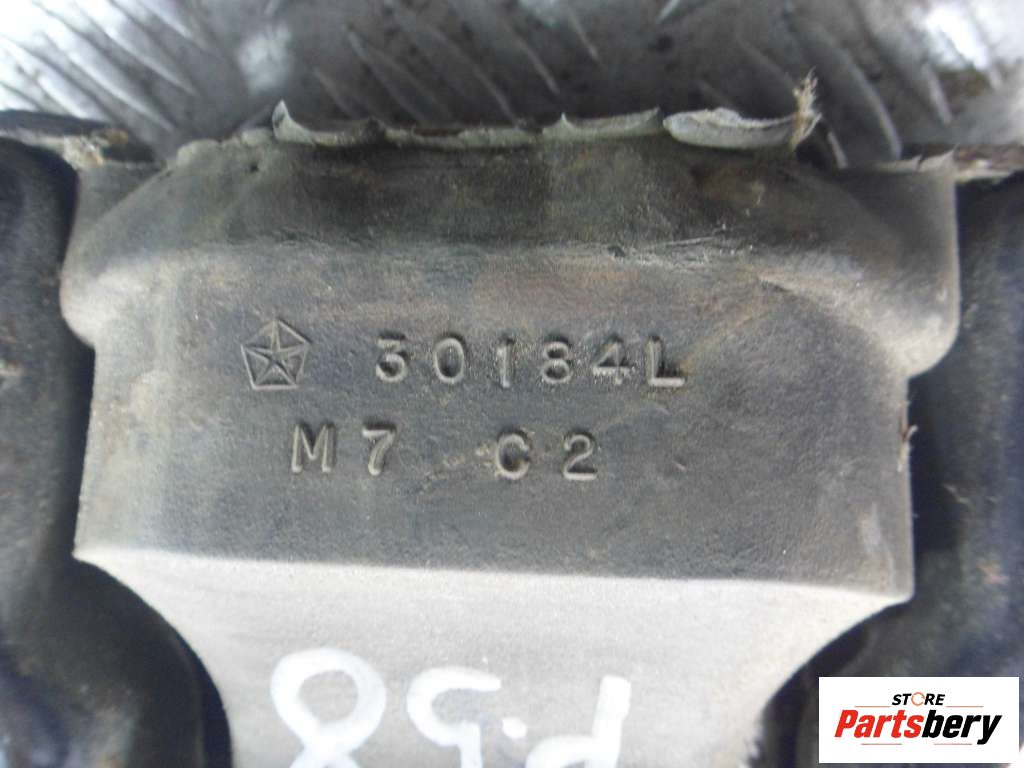 30184L
M7 C2
P58
STORE
Partsbery